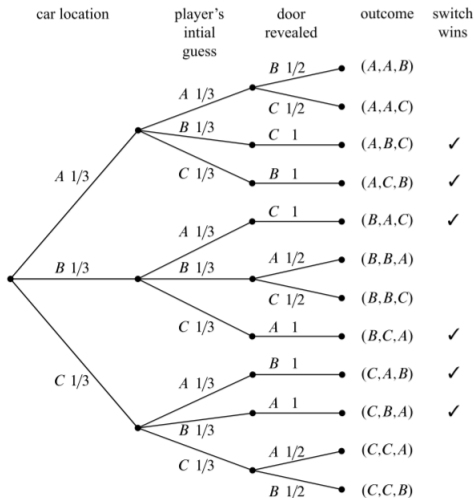 car location player's intial guess door revealed outcome switch wins
B 1/2 (A,A,B)
A 1/3
C 1/2 (A,A,C)
B 1/3 C 1 (A,B,C) ✓
C 1/3 B 1 (A,C,B) ✓
A 1/3
C 1 (B,A,C) ✓
A 1/3
A 1/2 (B,B,A)
B 1/3 B 1/3
C 1/2 (B,B,C)
C 1/3 A 1 (B,C,A) ✓
B 1 (C,A,B) ✓
C 1/3 A 1/3
A 1 (C,B,A) ✓
B 1/3
A 1/2 (C,C,A)
C 1/3
B 1/2 (C,C,B)